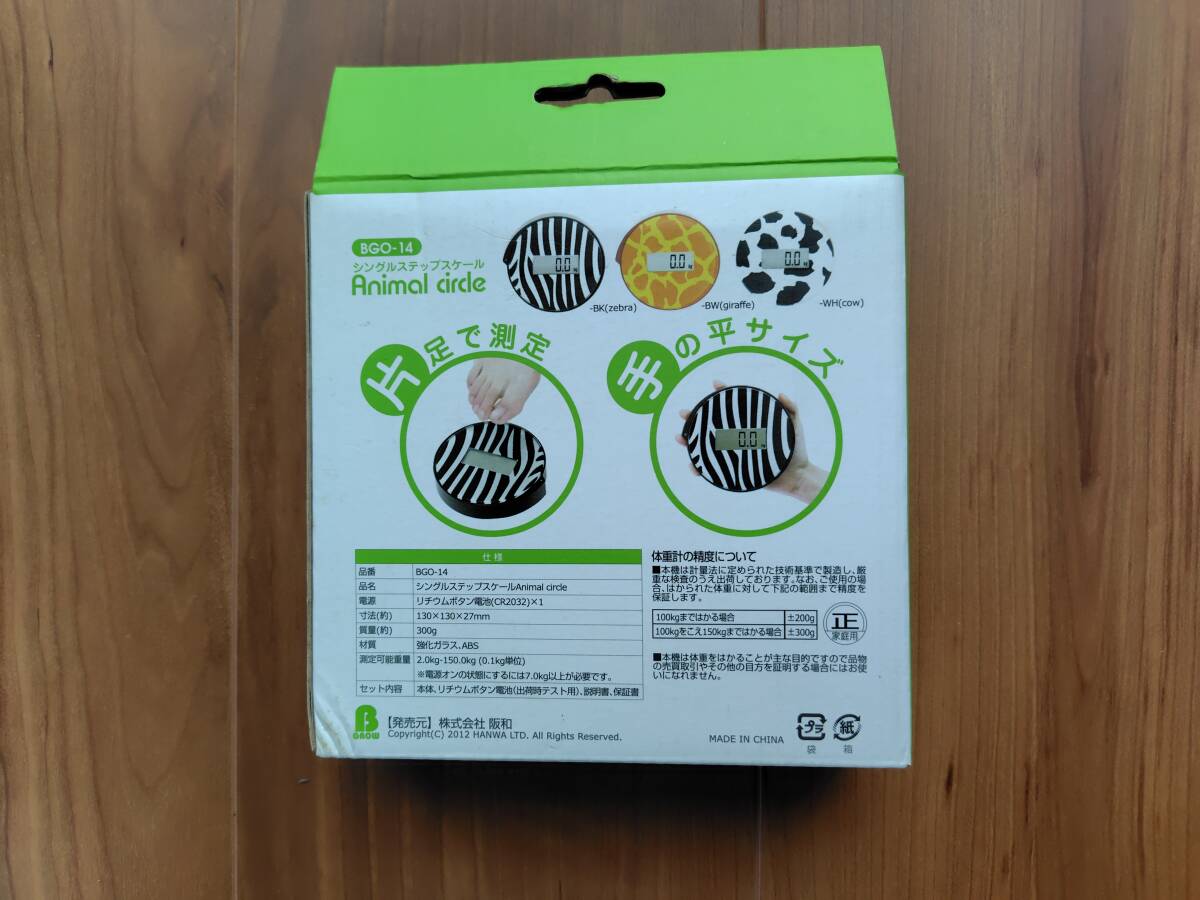 BGO-14
シングルステップスケール
Animal circle
0.0 kg
0.0 kg
0.0 kg
-BK(zebra)
-BW(giraffe)
-WH(cow)
片足で測定
手の平サイズ
0.0 kg
仕様
品番 BGO-14
品名 シングルステップスケールAnimal circle
電源 リチウムボタン電池(CR2032)×1
寸法(約) 130×130×27mm
質量(約) 300g
材質 強化ガラス、ABS
測定可能重量 2.0kg-150.0kg (0.1kg単位)
※電源オンの状態にするには7.0kg以上が必要です。
セット内容 本体、リチウムボタン電池(出荷時テスト用)、説明書、保証書
体重計の精度について
■本機は計量法に定められた技術基準で製造し、厳
重な検査のうえ出荷しております。なお、ご使用の場
合、はかられた体重に対して下記の範囲まで精度を
保証します。
100kgまではかる場合 ±200g
100kgをこえ150kgまではかる場合 ±300g
正
家庭用
■本機は体重をはかることが主な目的ですので品物
の売買取引やその他の目方を証明する場合にはお使
いになれません。
B
GROW
【発売元】株式会社 阪和
Copyright(C) 2012 HANWA LTD. All Rights Reserved.
MADE IN CHINA
プラ
袋
紙
箱